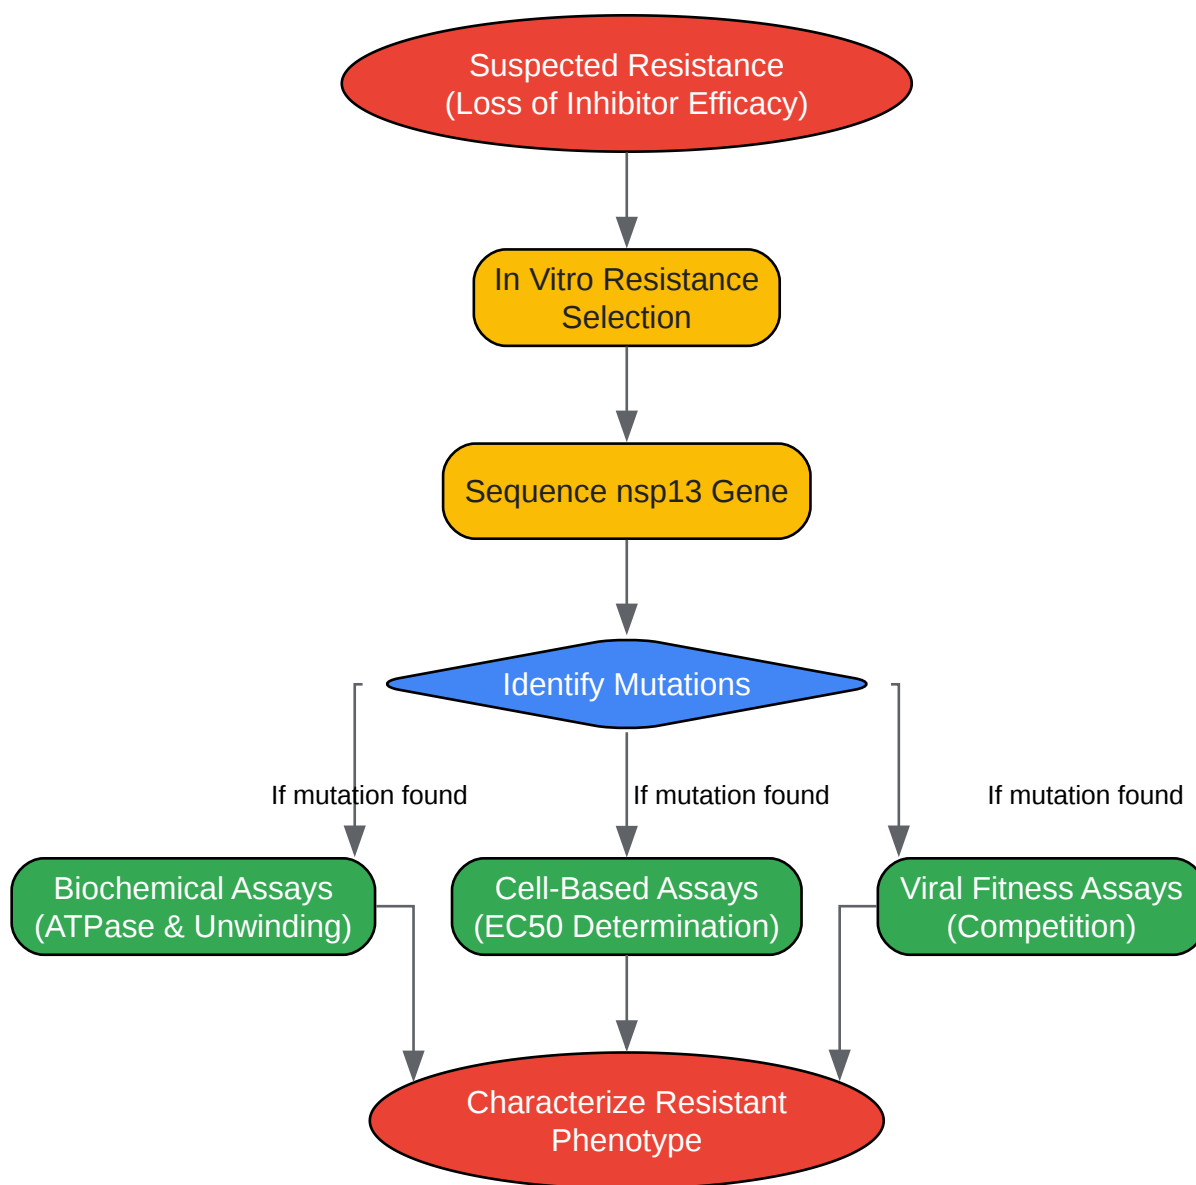 Suspected Resistance
(Loss of Inhibitor Efficacy)
In Vitro Resistance
Selection
Sequence nsp13 Gene
Identify Mutations
If mutation found
If mutation found
If mutation found
Biochemical Assays
(ATPase & Unwinding)
Cell-Based Assays
(EC50 Determination)
Viral Fitness Assays
(Competition)
Characterize Resistant
Phenotype